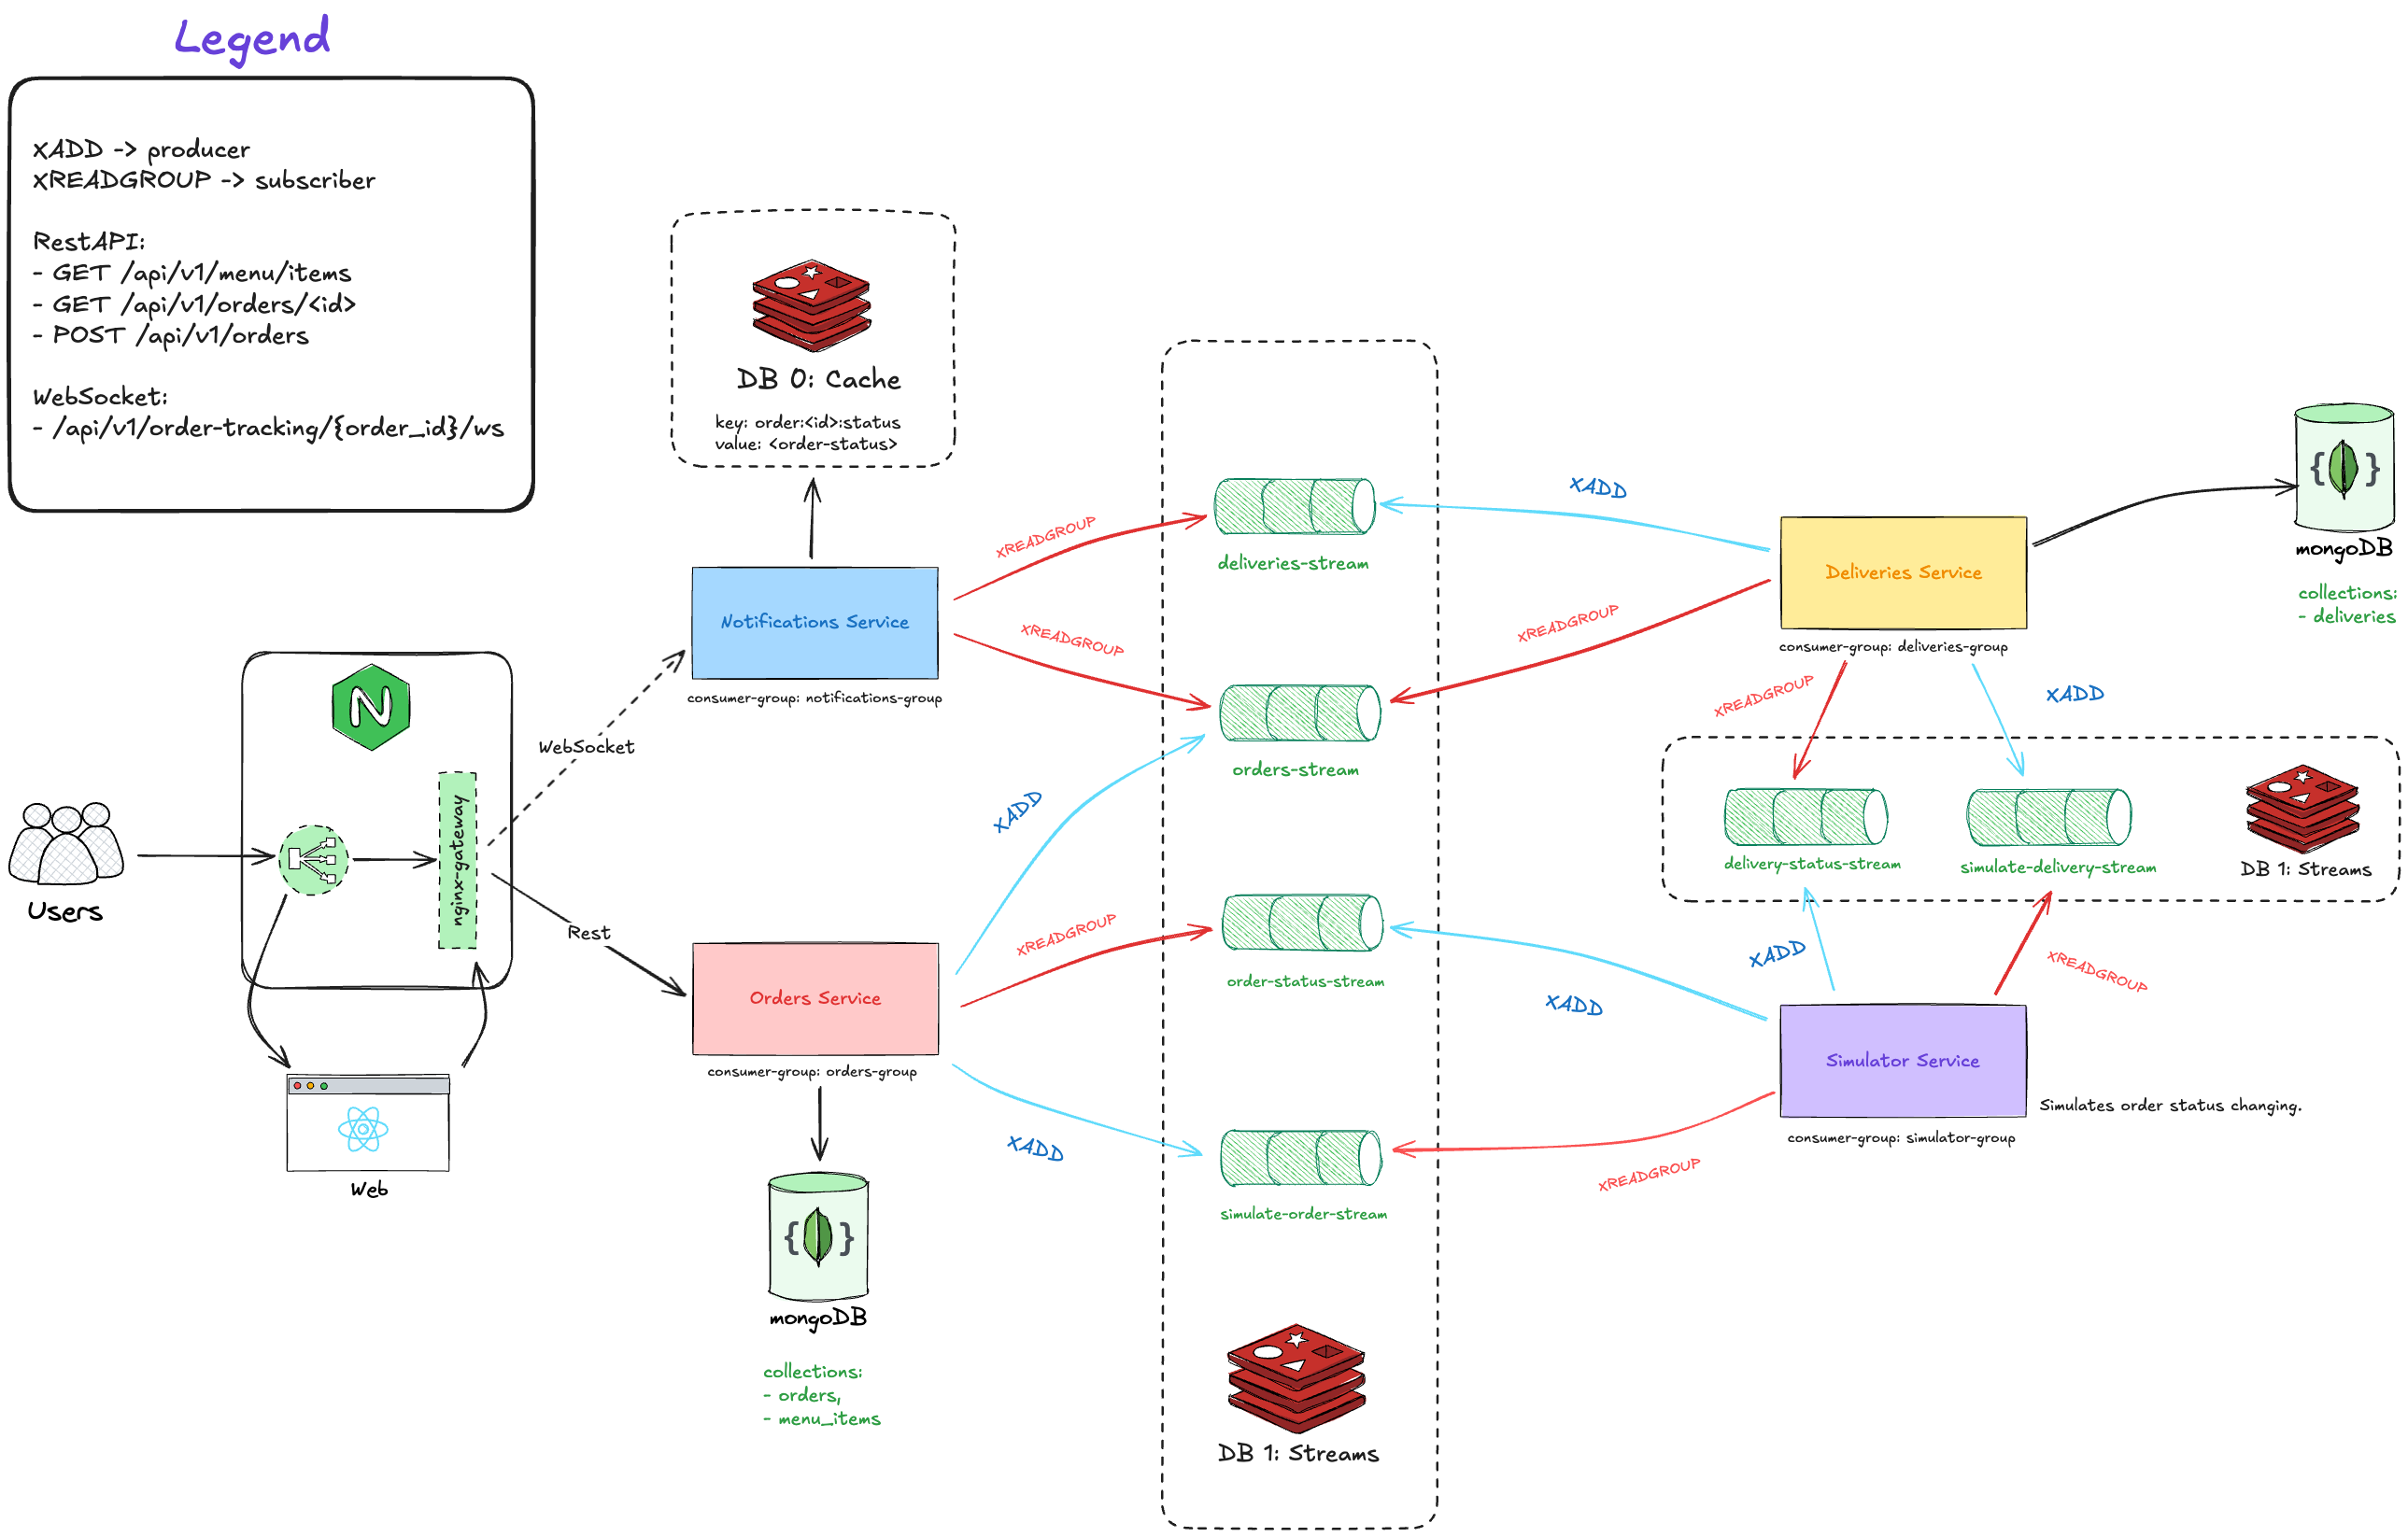 Legend
XADD -> producer
XREADGROUP -> subscriber
RestAPI:
- GET /api/v1/menu/items
- GET /api/v1/orders/<id>
- POST /api/v1/orders
WebSocket:
- /api/v1/order-tracking/{order_id}/ws
DB 0: Cache
key: order:<id>:status
value: <order-status>
Notifications Service
consumer-group: notifications-group
XREADGROUP
XREADGROUP
deliveries-stream
XADD
Deliveries Service
consumer-group: deliveries-group
{ }
mongoDB
collections:
- deliveries
XREADGROUP
orders-stream
XREADGROUP
XADD
delivery-status-stream
simulate-delivery-stream
DB 1: Streams
N
nginx-gateway
Users
WebSocket
Rest
Web
XADD
Orders Service
consumer-group: orders-group
XREADGROUP
order-status-stream
XADD
XADD
XREADGROUP
Simulator Service
Simulates order status changing.
consumer-group: simulator-group
XADD
simulate-order-stream
XREADGROUP
{ }
mongoDB
collections:
- orders,
- menu_items
DB 1: Streams